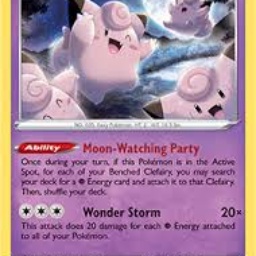 Ability Moon-Watching Party
Once during your turn, if this Pokémon is in the Active
Spot, for each of your Benched Clefairy, you may search
your deck for a Energy card and attach it to that Clefairy.
Then, shuffle your deck.
Wonder Storm 20×
This attack does 20 damage for each Energy attached
to all of your Pokémon.